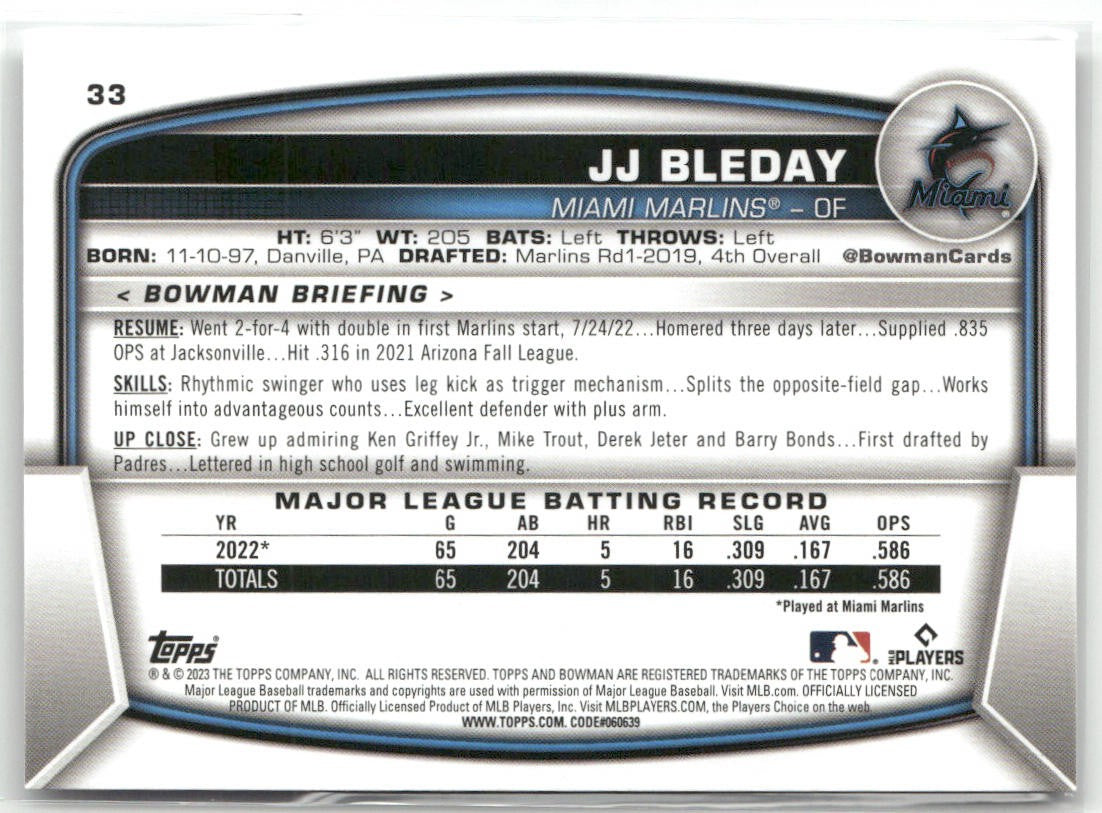 33
JJ BLEDAY
MIAMI MARLINS® – OF
Miami®
HT: 6'3" WT: 205 BATS: Left THROWS: Left
BORN: 11-10-97, Danville, PA DRAFTED: Marlins Rd1-2019, 4th Overall @BowmanCards
< BOWMAN BRIEFING >
RESUME: Went 2-for-4 with double in first Marlins start, 7/24/22...Homered three days later...Supplied .835
OPS at Jacksonville...Hit .316 in 2021 Arizona Fall League.
SKILLS: Rhythmic swinger who uses leg kick as trigger mechanism...Splits the opposite-field gap...Works
himself into advantageous counts...Excellent defender with plus arm.
UP CLOSE: Grew up admiring Ken Griffey Jr., Mike Trout, Derek Jeter and Barry Bonds...First drafted by
Padres...Lettered in high school golf and swimming.
MAJOR LEAGUE BATTING RECORD
YR G AB HR RBI SLG AVG OPS
2022* 65 204 5 16 .309 .167 .586
TOTALS 65 204 5 16 .309 .167 .586
*Played at Miami Marlins
Topps® MLB PLAYERS
® & © 2023 THE TOPPS COMPANY, INC. ALL RIGHTS RESERVED. TOPPS AND BOWMAN ARE REGISTERED TRADEMARKS OF THE TOPPS COMPANY, INC.
Major League Baseball trademarks and copyrights are used with permission of Major League Baseball. Visit MLB.com. OFFICIALLY LICENSED
PRODUCT OF MLB. Officially Licensed Product of MLB Players, Inc. Visit MLBPLAYERS.COM, the Players Choice on the web.
WWW.TOPPS.COM. CODE#060639